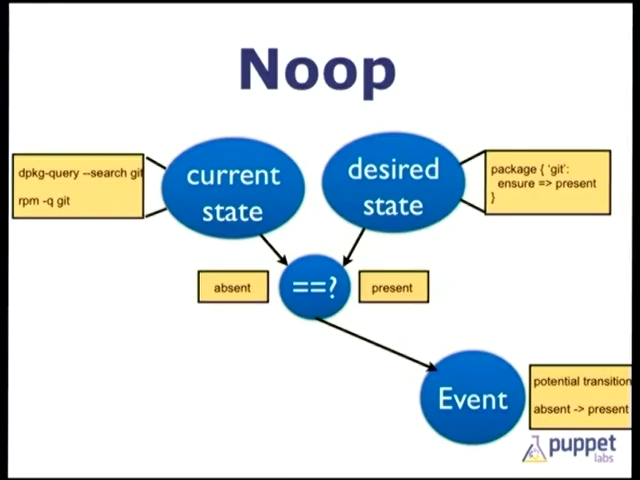 Noop
dpkg-query --search git
rpm -q git
current
state
desired
state
package { 'git':
ensure => present
}
absent
==?
present
Event
potential transition
absent -> present
puppet
labs